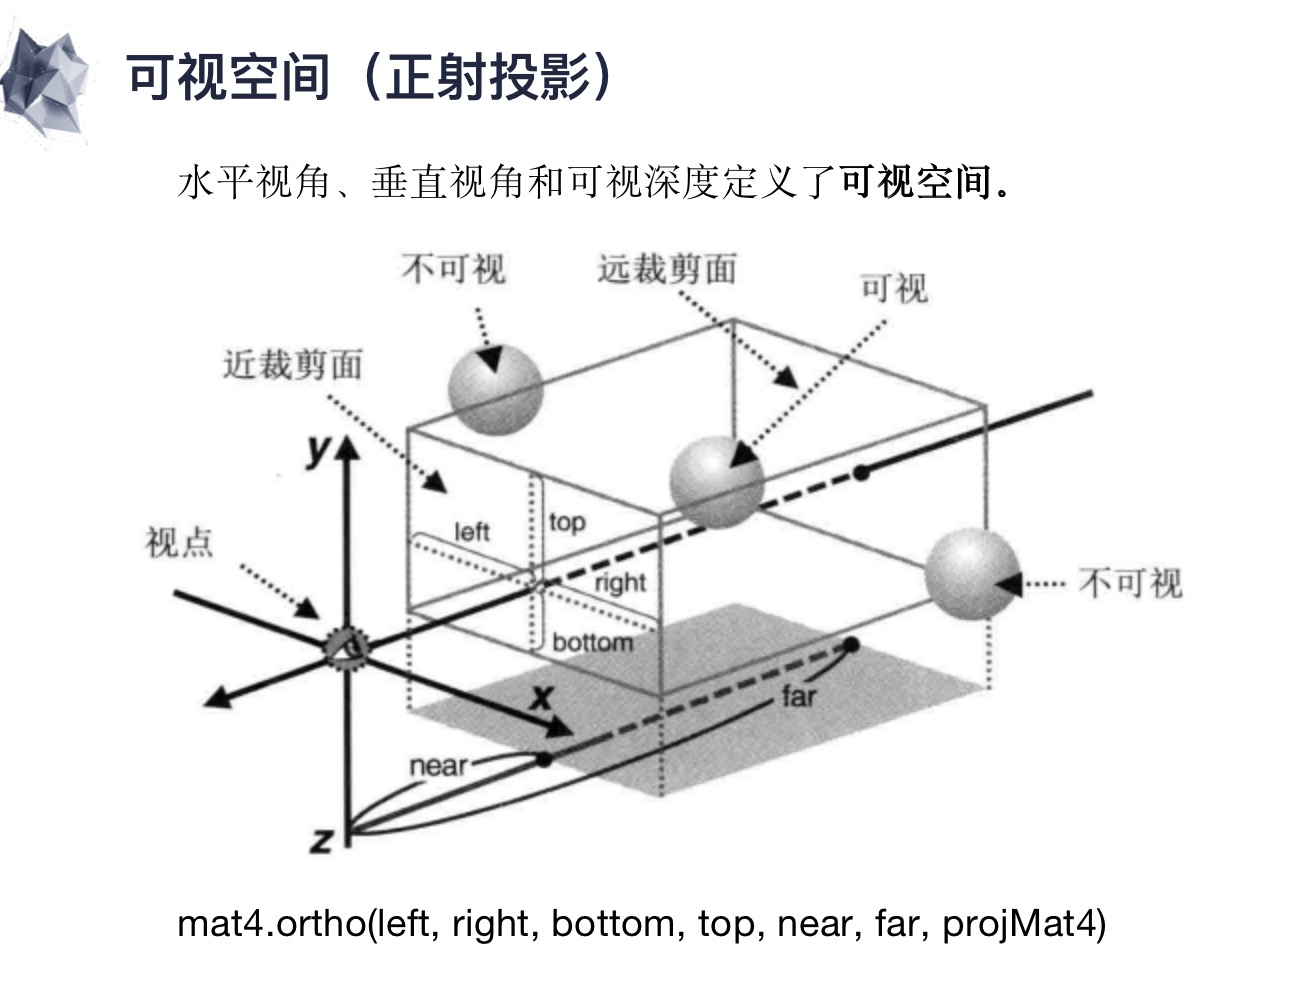 可视空间（正射投影）
水平视角、垂直视角和可视深度定义了可视空间。
不可视
远裁剪面
可视
近裁剪面
y
top
left
视点
right
不可视
bottom
x
far
near
z
mat4.ortho(left, right, bottom, top, near, far, projMat4)